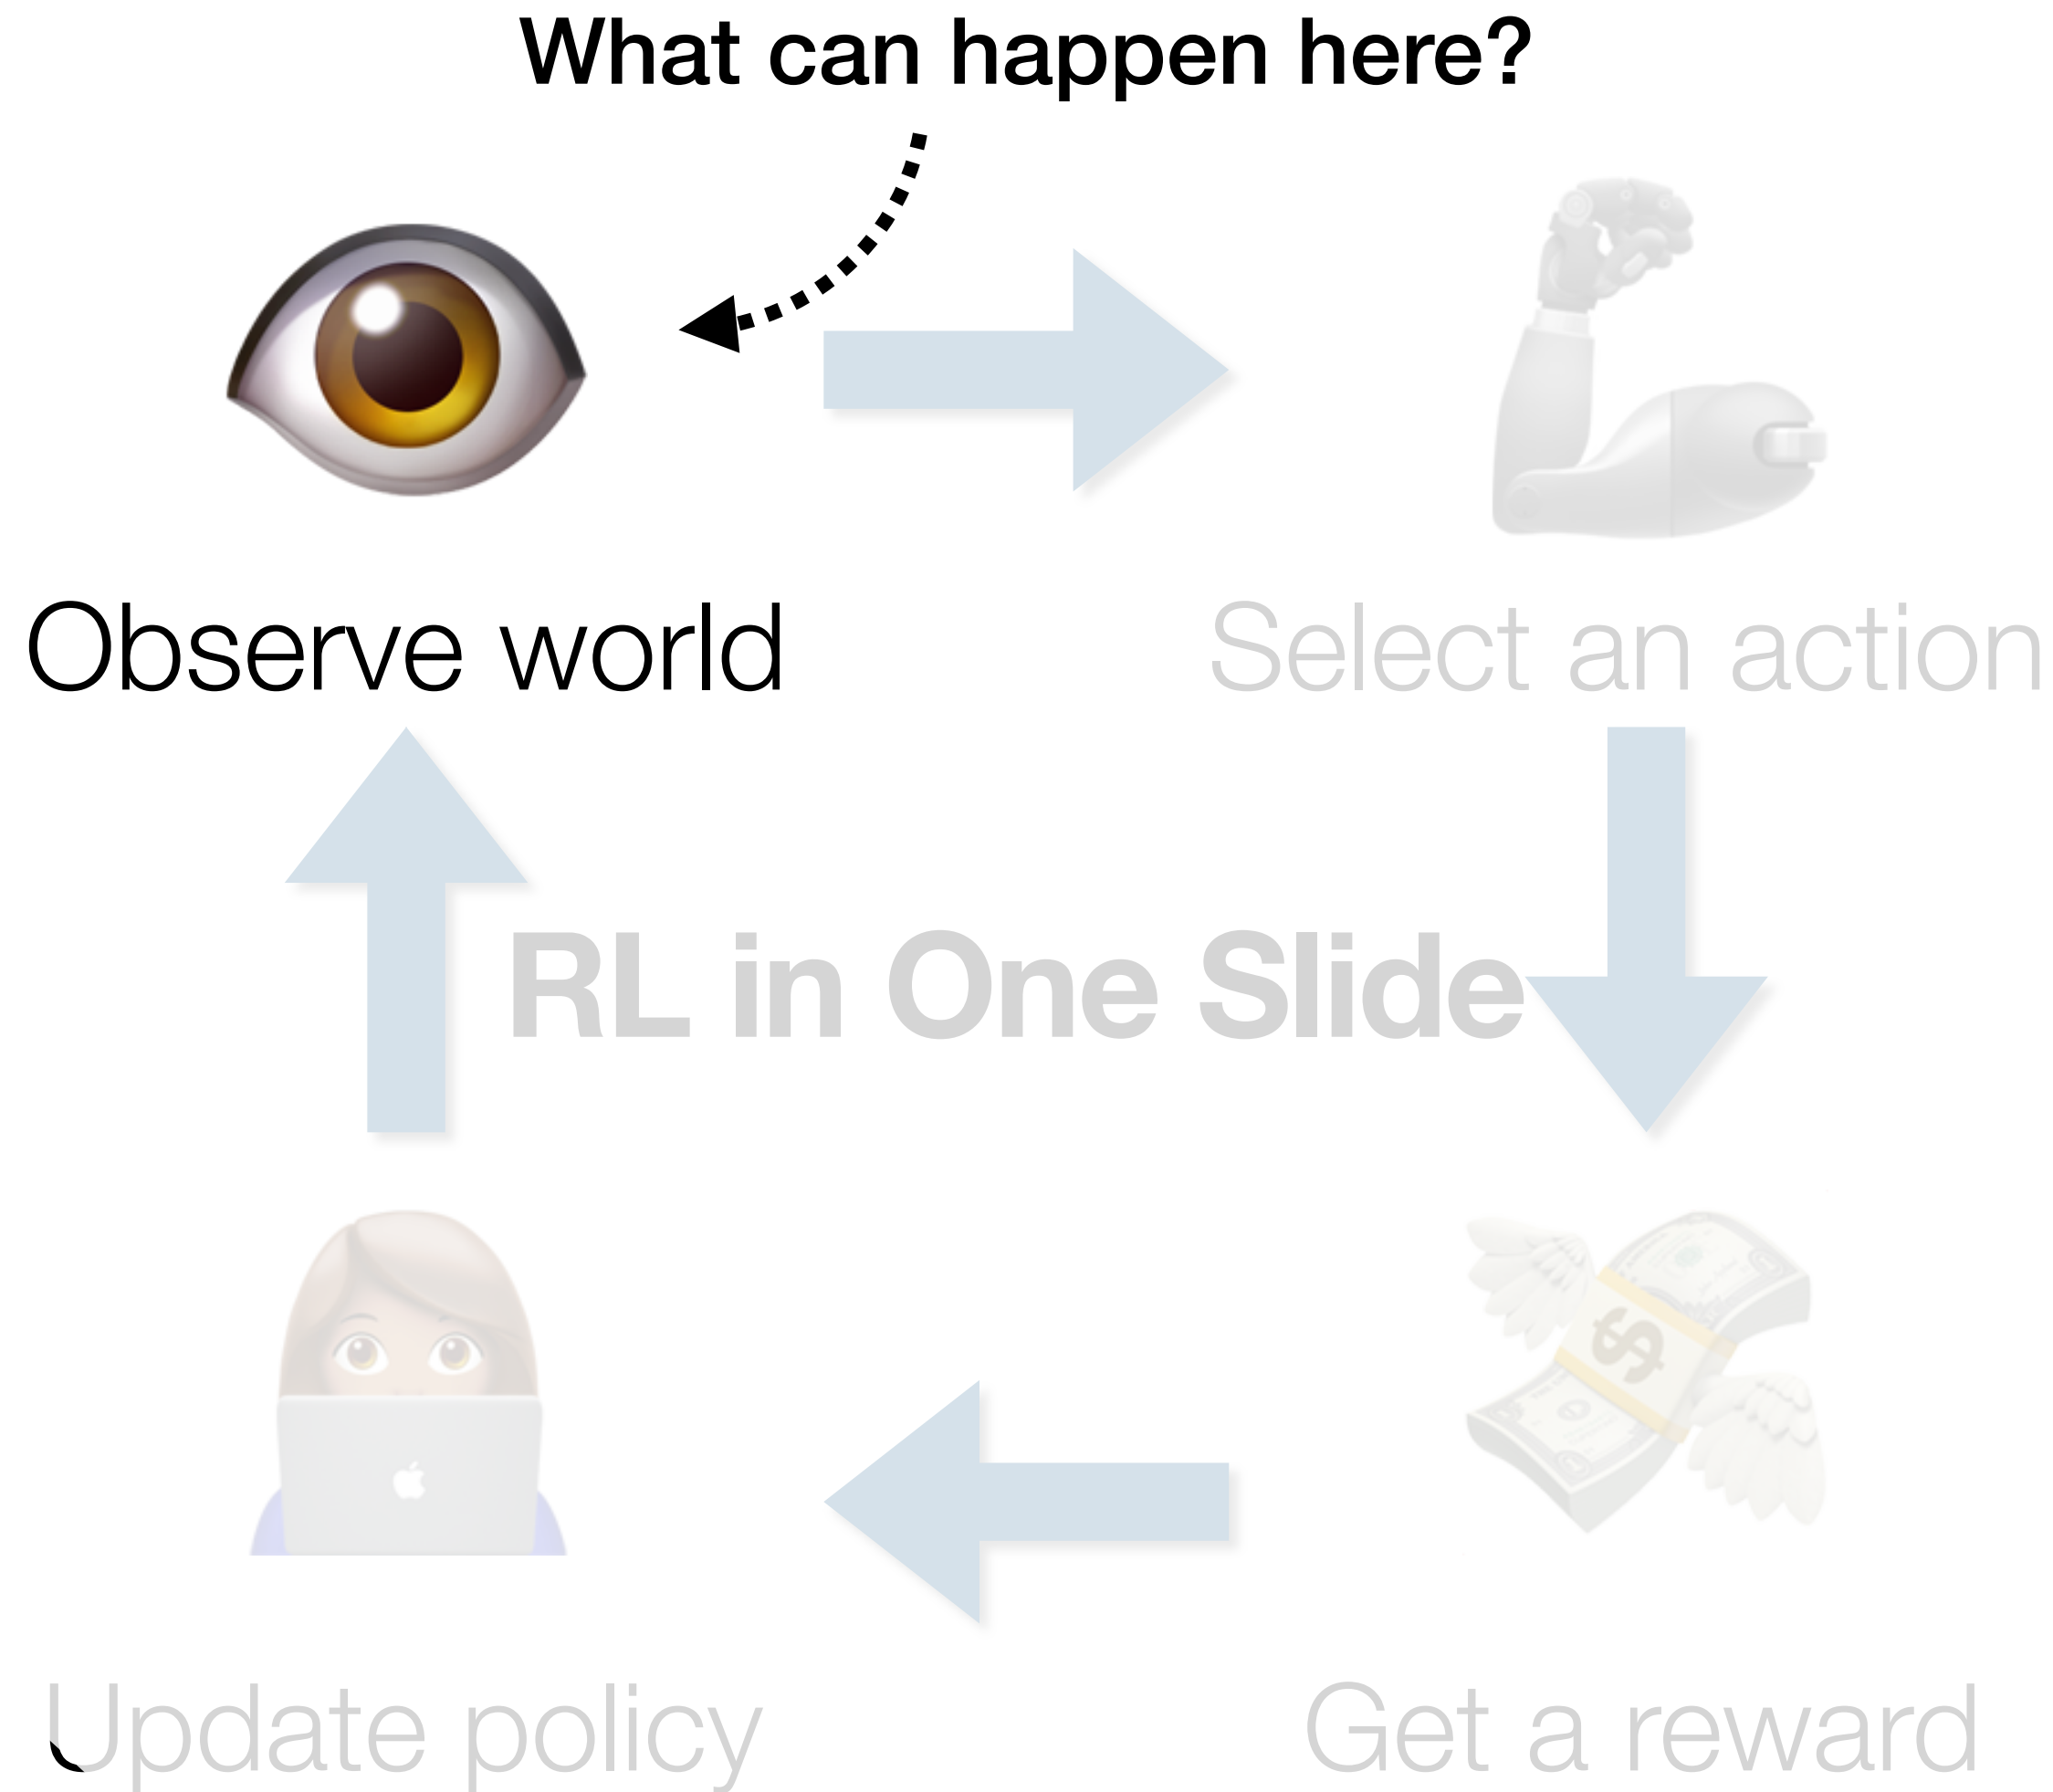 What can happen here?
Observe world
Select an action
RL in One Slide
$
Update policy
Get a reward